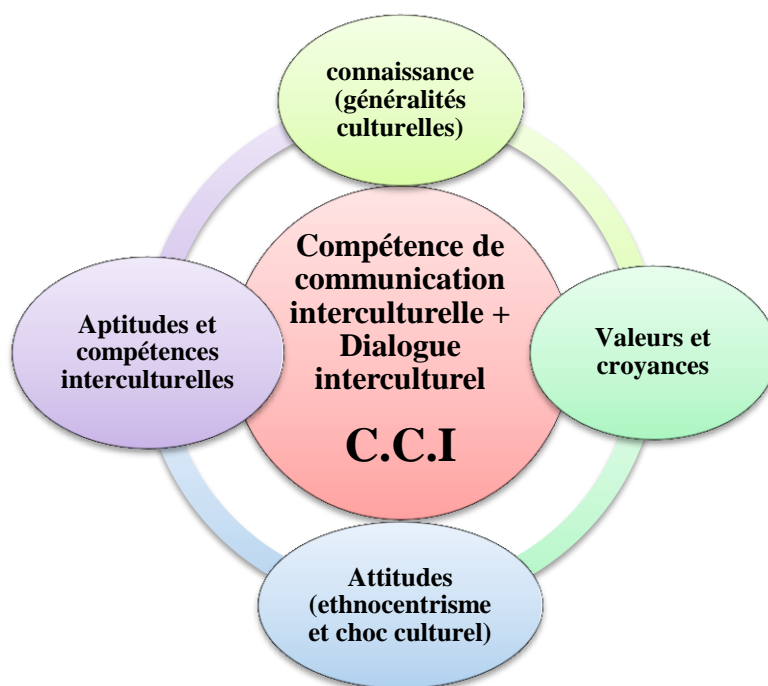 connaissance
(généralités
culturelles)
Compétence de
communication
interculturelle +
Dialogue
interculturel
C.C.I
Aptitudes et
compétences
interculturelles
Valeurs et
croyances
Attitudes
(ethnocentrisme
et choc culturel)